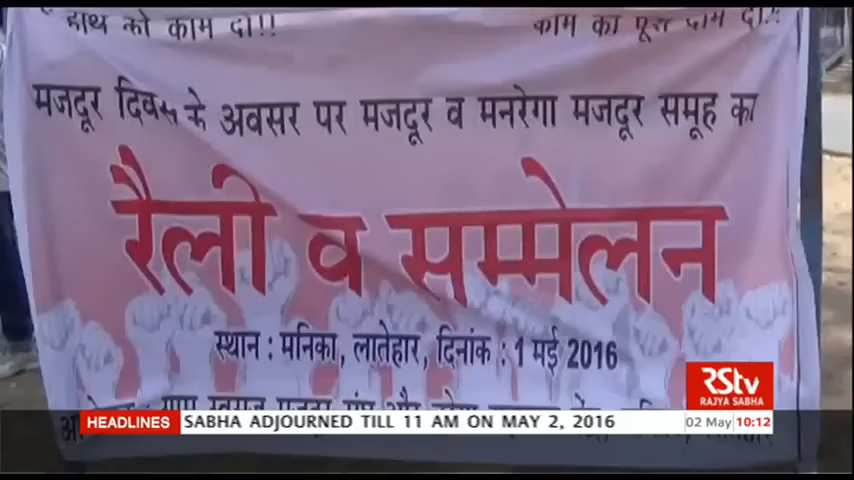 हाथ को काम दो!! काम का पूरा दाम दो!!
मजदूर दिवस के अवसर पर मजदूर व मनरेगा मजदूर समूह का
रैली व सम्मेलन
स्थान : मनिका, लातेहार, दिनांक : 1 मई 2016
RSTV
RAJYA SABHA
HEADLINES SABHA ADJOURNED TILL 11 AM ON MAY 2, 2016 02 May 10:12